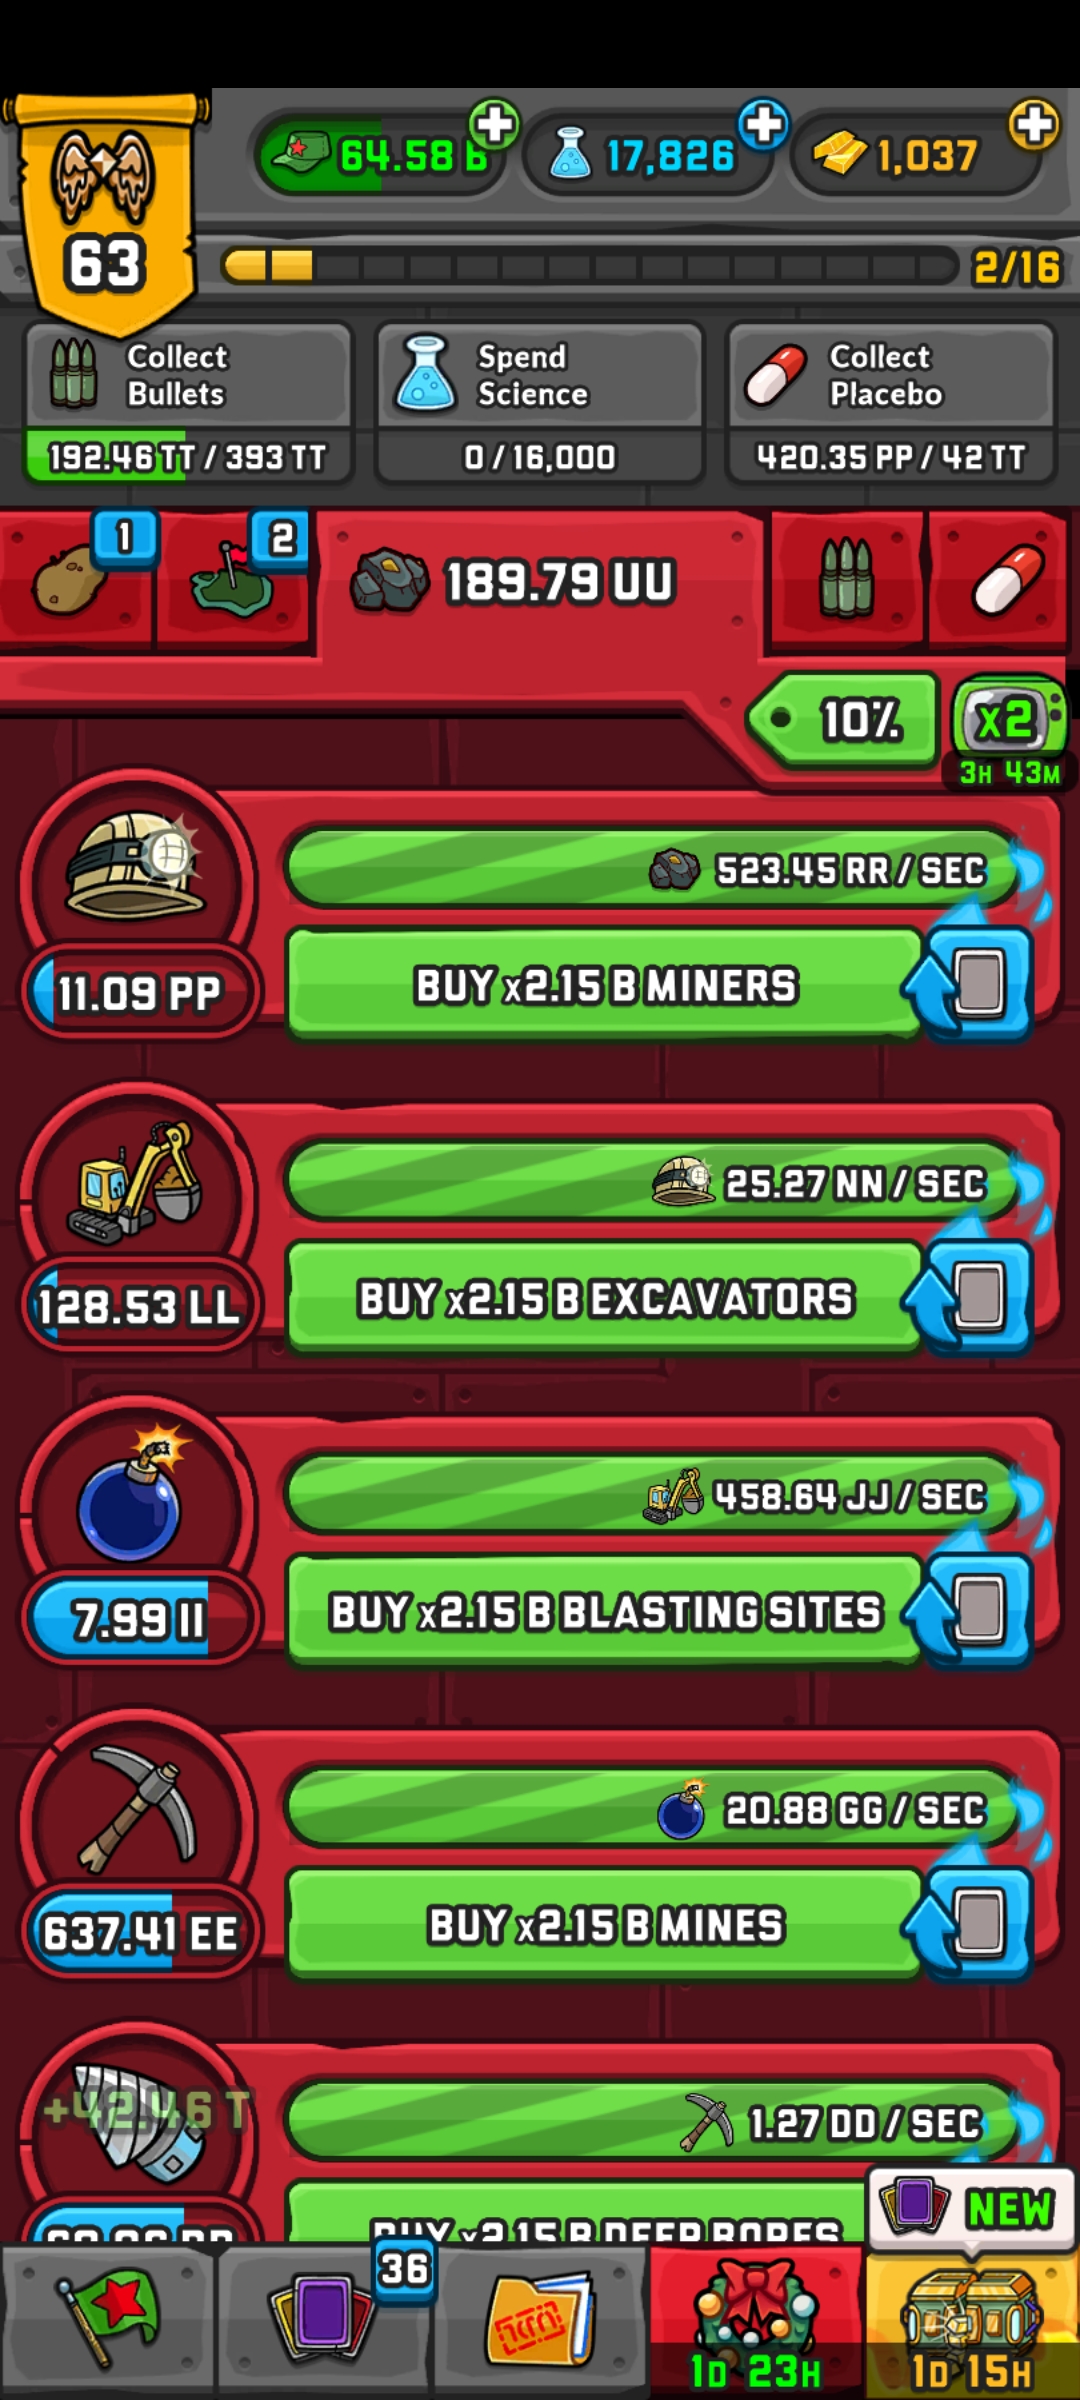 64.58 B
17,826
1,037
63
2/16
Collect
Bullets
192.46 TT / 393 TT
Spend
Science
0 / 16,000
Collect
Placebo
420.35 PP / 42 TT
1
2
189.79 UU
10%
x2
3H 43M
523.45 RR / SEC
11.09 PP
BUY x2.15 B MINERS
25.27 NN / SEC
128.53 LL
BUY x2.15 B EXCAVATORS
458.64 JJ / SEC
7.99 II
BUY x2.15 B BLASTING SITES
20.88 GG / SEC
637.41 EE
BUY x2.15 B MINES
+42.46 T
1.27 DD / SEC
BUY x2.15 B DEEP BORES
NEW
36
1D 23H
1D 15H